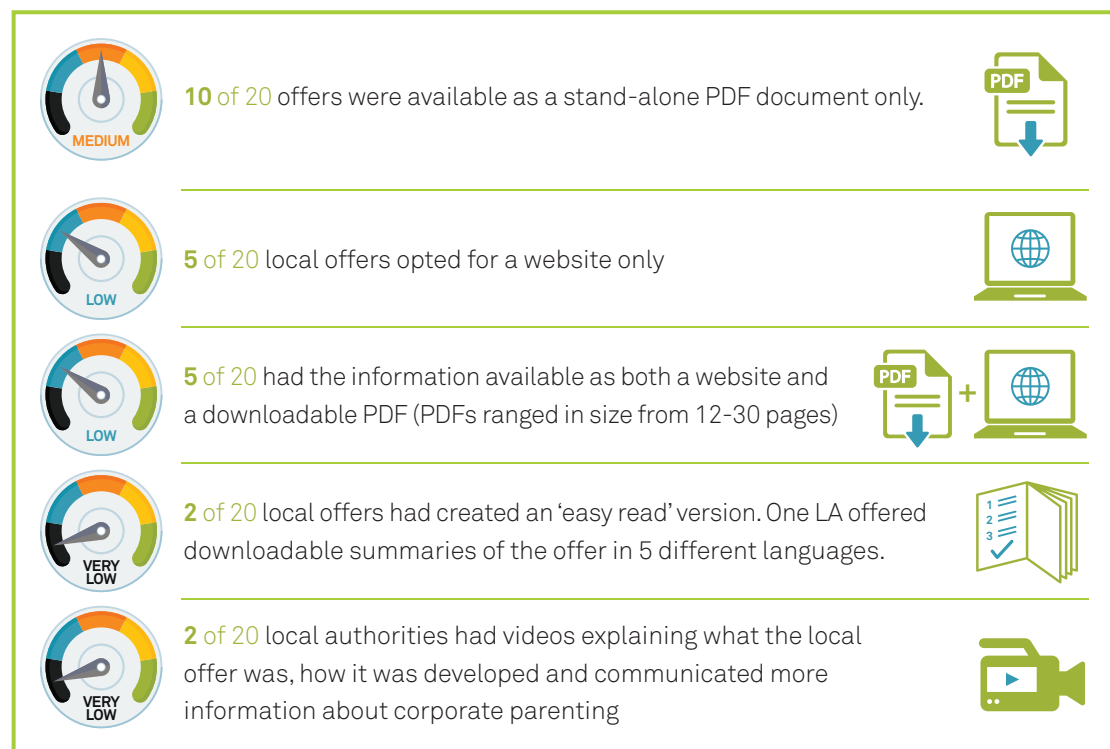 10 of 20 offers were available as a stand-alone PDF document only.
MEDIUM
PDF
5 of 20 local offers opted for a website only
LOW
5 of 20 had the information available as both a website and
a downloadable PDF (PDFs ranged in size from 12-30 pages)
LOW
PDF
+
2 of 20 local offers had created an ‘easy read’ version. One LA offered
downloadable summaries of the offer in 5 different languages.
VERY
LOW
1
2
3
2 of 20 local authorities had videos explaining what the local
offer was, how it was developed and communicated more
information about corporate parenting
VERY
LOW